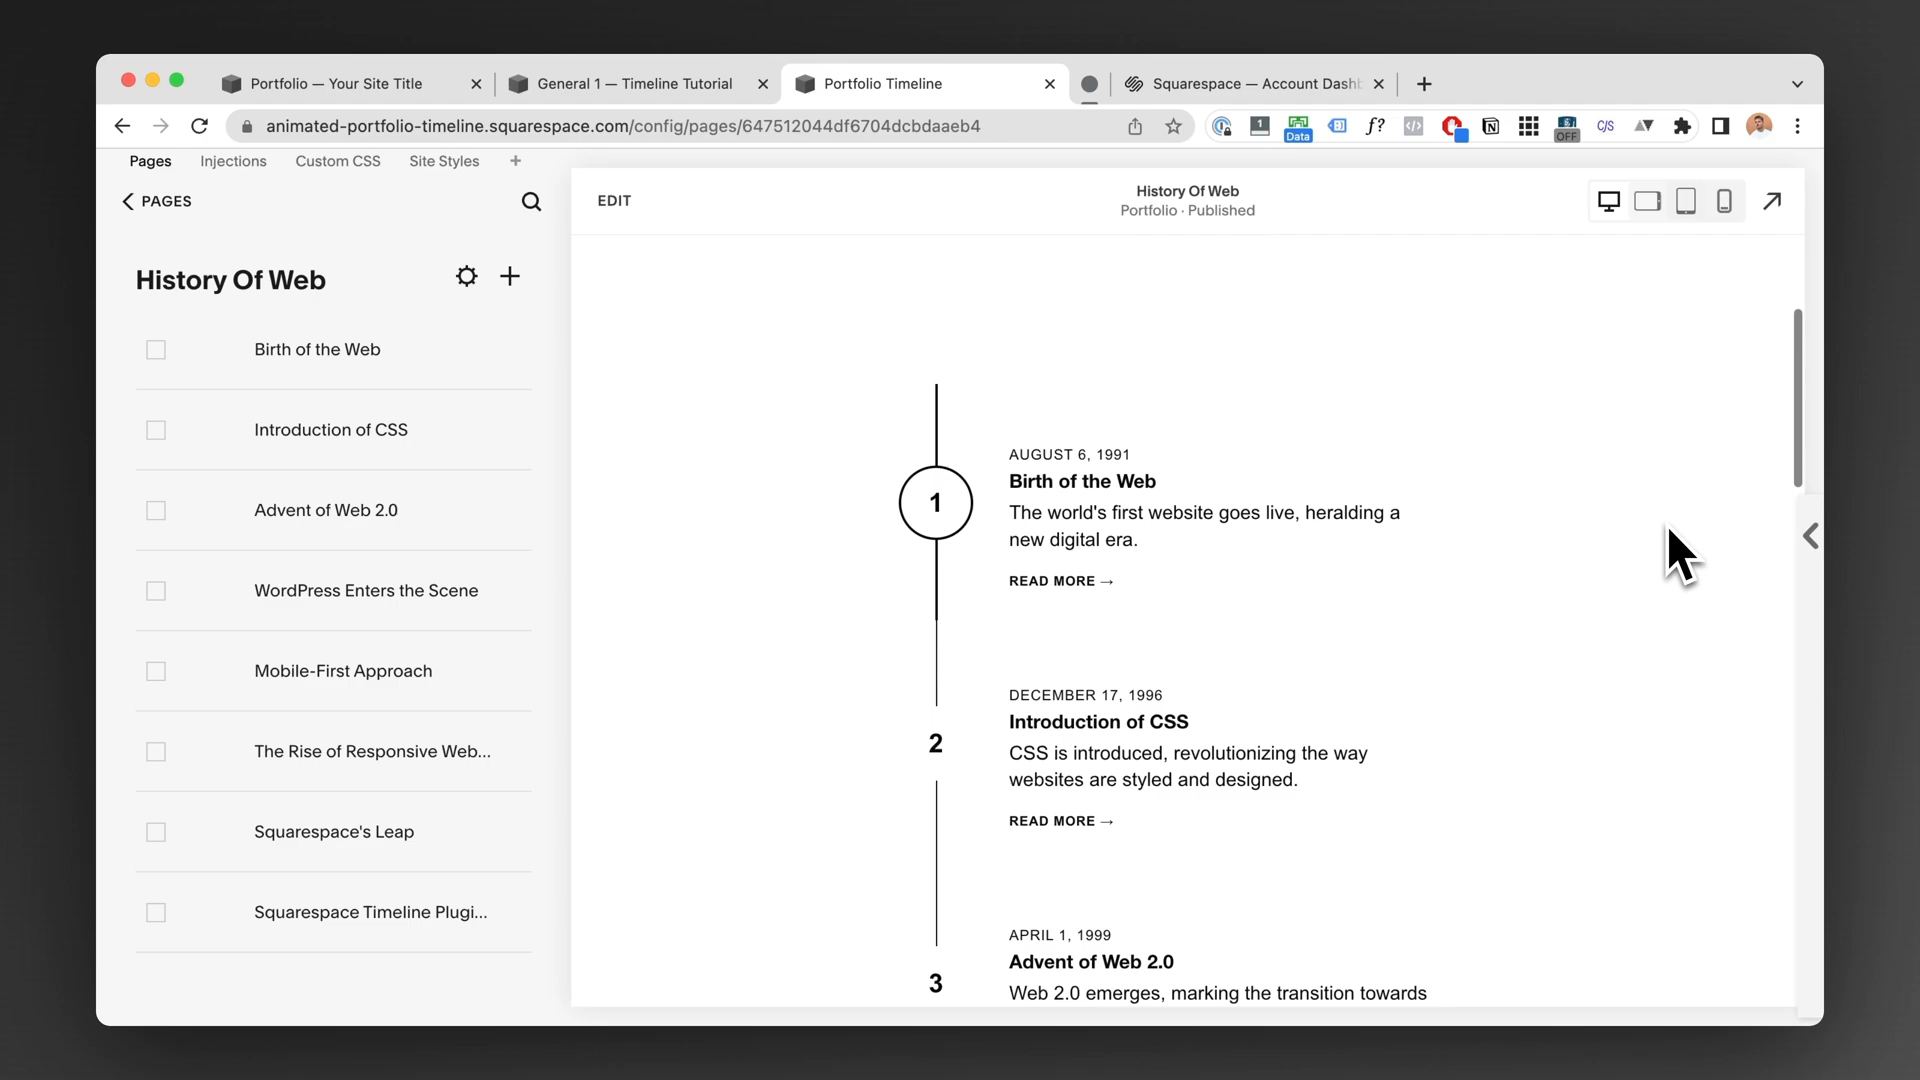 Portfolio — Your Site Title
General 1 — Timeline Tutorial
Portfolio Timeline
Squarespace — Account Dashb
animated-portfolio-timeline.squarespace.com/config/pages/647512044df6704dcbdaaeb4
1
Data
f?
OFF
C/S
Pages
Injections
Custom CSS
Site Styles
PAGES
EDIT
History Of Web
Portfolio · Published
History Of Web
Birth of the Web
Introduction of CSS
Advent of Web 2.0
WordPress Enters the Scene
Mobile-First Approach
The Rise of Responsive Web...
Squarespace's Leap
Squarespace Timeline Plugi...
1
AUGUST 6, 1991
Birth of the Web
The world's first website goes live, heralding a
new digital era.
READ MORE →
2
DECEMBER 17, 1996
Introduction of CSS
CSS is introduced, revolutionizing the way
websites are styled and designed.
READ MORE →
3
APRIL 1, 1999
Advent of Web 2.0
Web 2.0 emerges, marking the transition towards